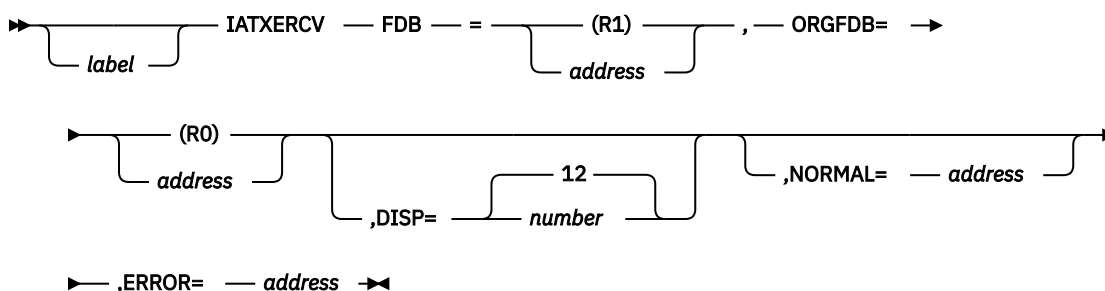 IATXERCV FDB = (R1) , ORGFDB=
label address
(R0)
address 12 ,NORMAL= address
,DISP= number
,ERROR= address